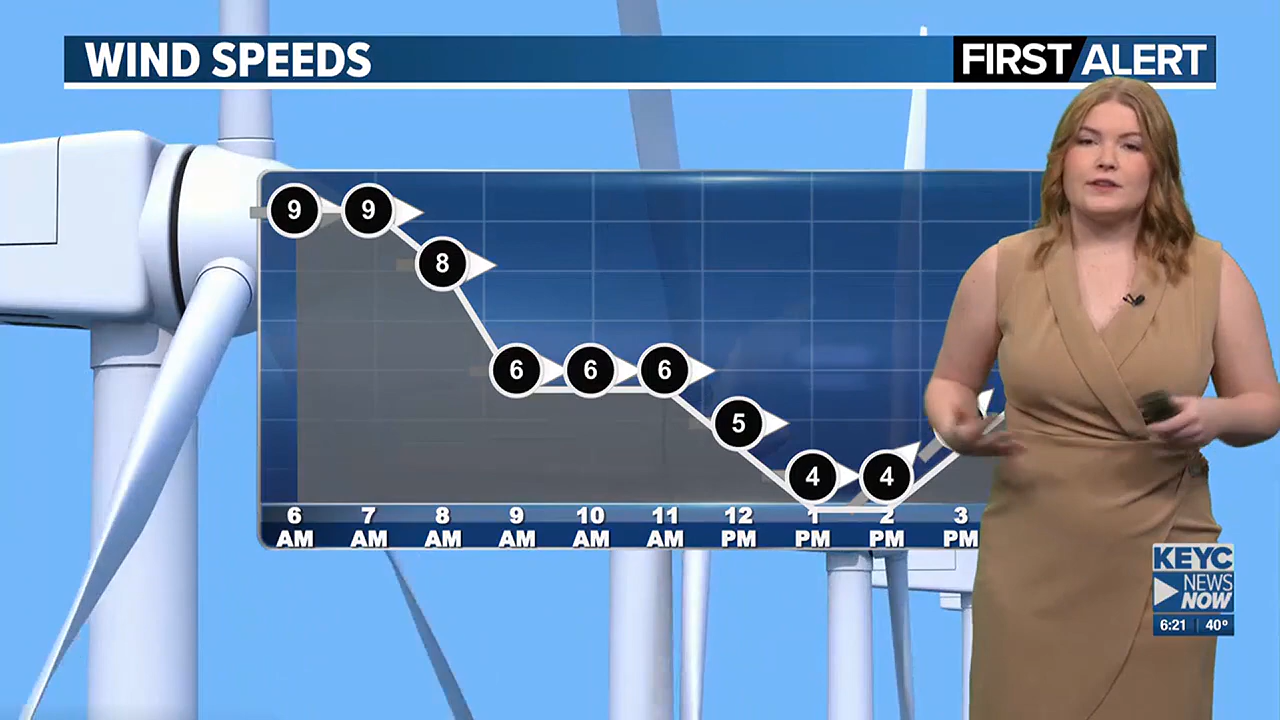 WIND SPEEDS
FIRST ALERT
9 9
8
6 6 6
5
4 4
6 7 8 9 10 11 12 1 2 3
AM AM AM AM AM AM PM PM PM PM
KEYC
NEWS
NOW
6:21 40°